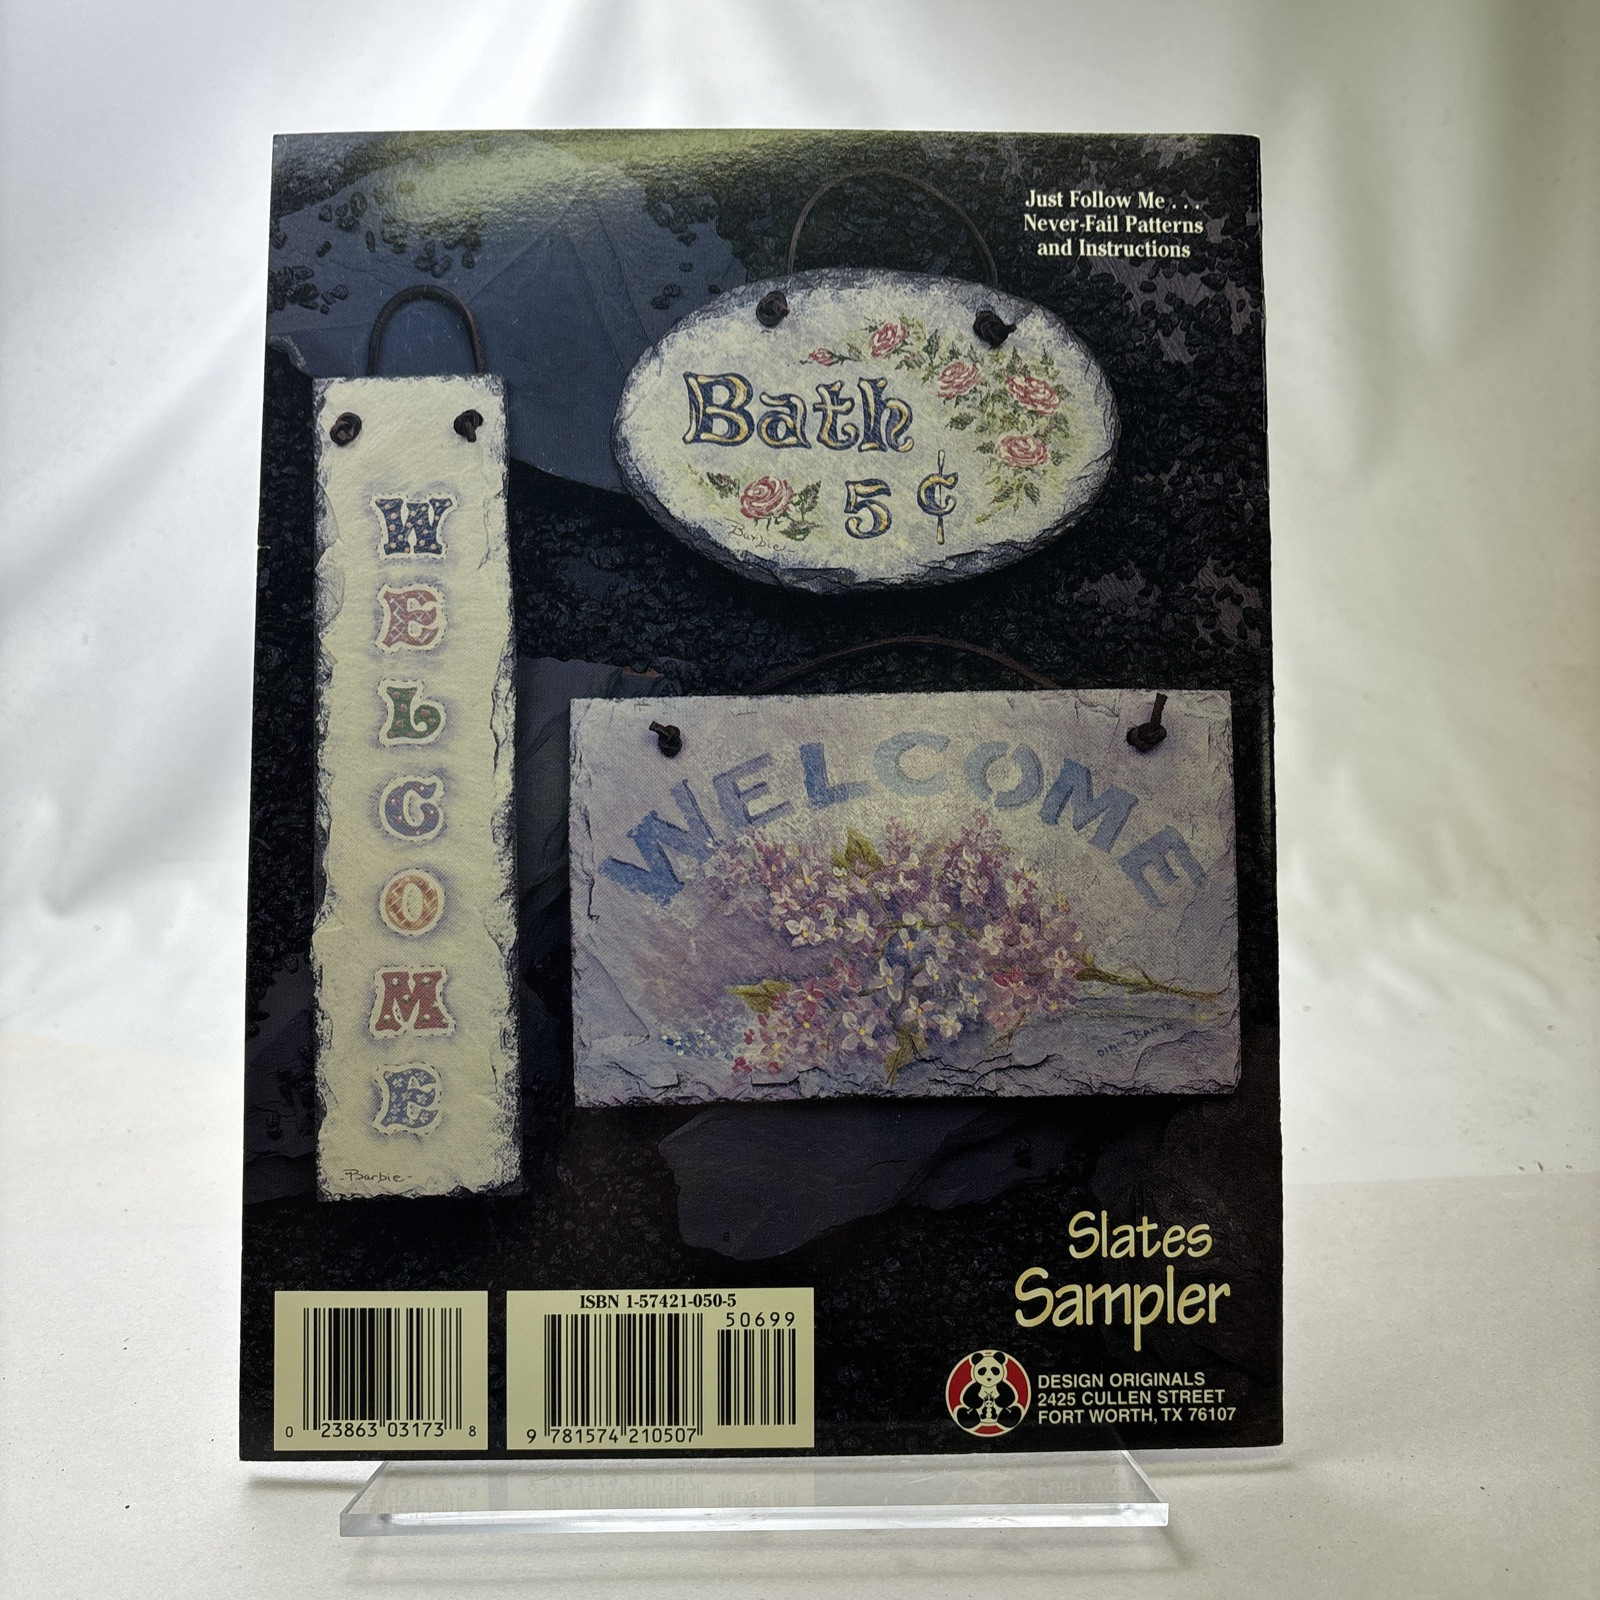 Just Follow Me . . .
Never-Fail Patterns
and Instructions
Bath
5 ¢
Barbie
W
E
L
C
O
M
E
-Barbie-
WELCOME
Slates
Sampler
DESIGN ORIGINALS
2425 CULLEN STREET
FORT WORTH, TX 76107
0 23863 03173 8
ISBN 1-57421-050-5
50699
9 781574 210507